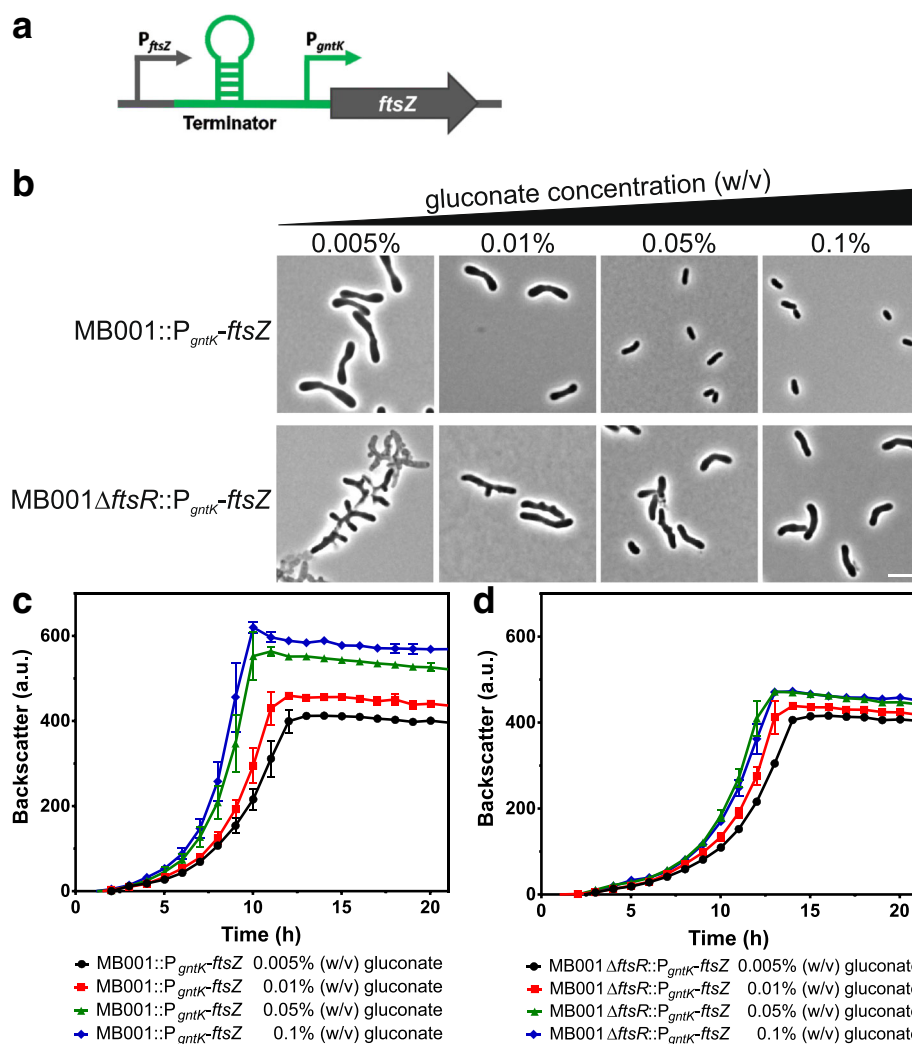 a
PftsZ PgntK
ftsZ
Terminator
b
gluconate concentration (w/v)
0.005% 0.01% 0.05% 0.1%
MB001::PgntK-ftsZ
MB001ΔftsR::PgntK-ftsZ
c
600
400
200
0
Backscatter (a.u.)
0 5 10 15 20
Time (h)
MB001::PgntK-ftsZ 0.005% (w/v) gluconate
MB001::PgntK-ftsZ 0.01% (w/v) gluconate
MB001::PgntK-ftsZ 0.05% (w/v) gluconate
MB001::PgntK-ftsZ 0.1% (w/v) gluconate
d
600
400
200
0
Backscatter (a.u.)
0 5 10 15 20
Time (h)
MB001ΔftsR::PgntK-ftsZ 0.005% (w/v) gluconate
MB001ΔftsR::PgntK-ftsZ 0.01% (w/v) gluconate
MB001ΔftsR::PgntK-ftsZ 0.05% (w/v) gluconate
MB001ΔftsR::PgntK-ftsZ 0.1% (w/v) gluconate